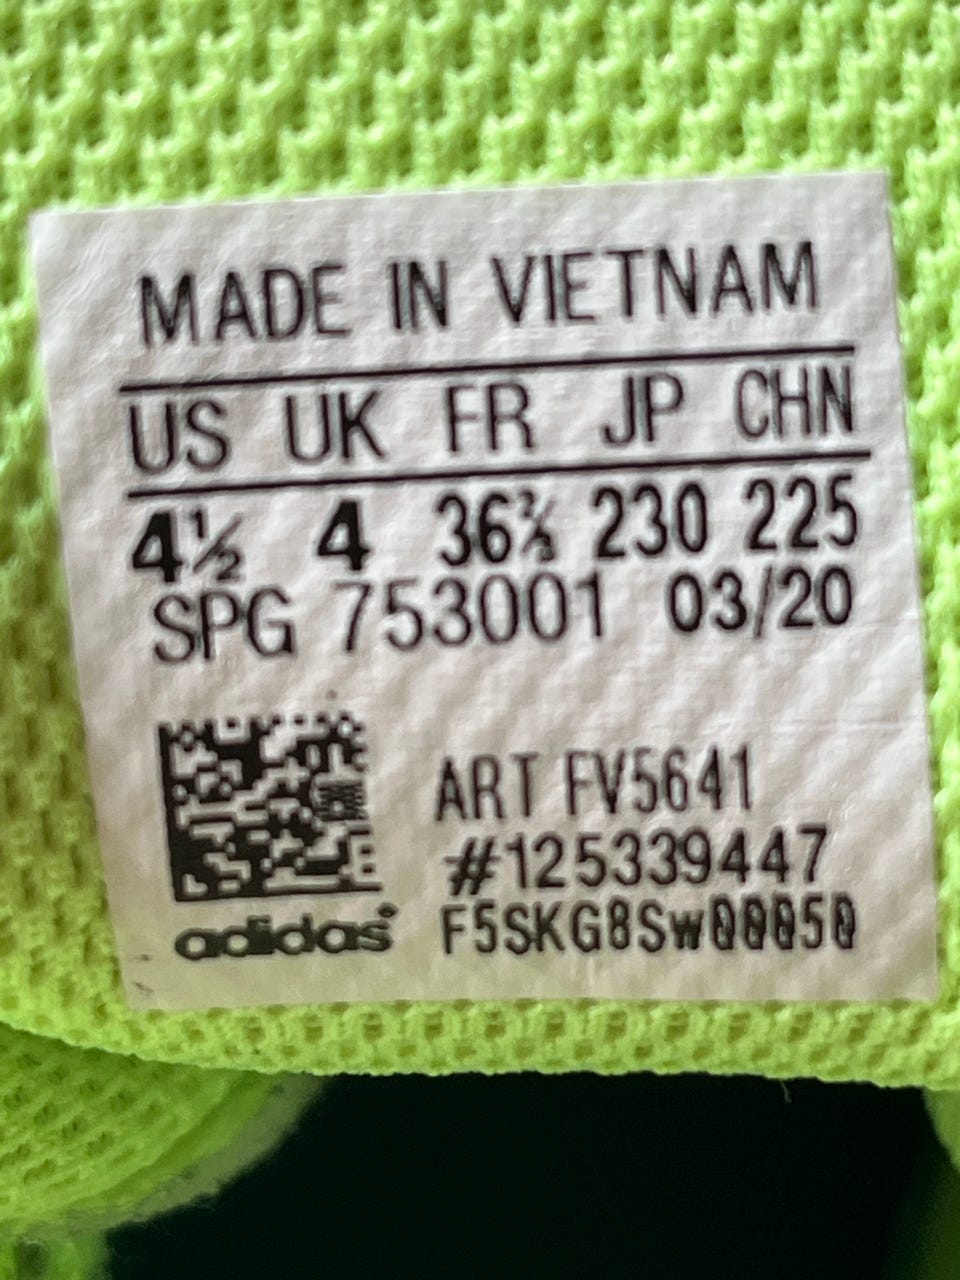 MADE IN VIETNAM
US UK FR JP CHN
4½ 4 36⅔ 230 225
SPG 753001 03/20
ART FV5641
#125339447
adidas® F5SKG8Sw00050